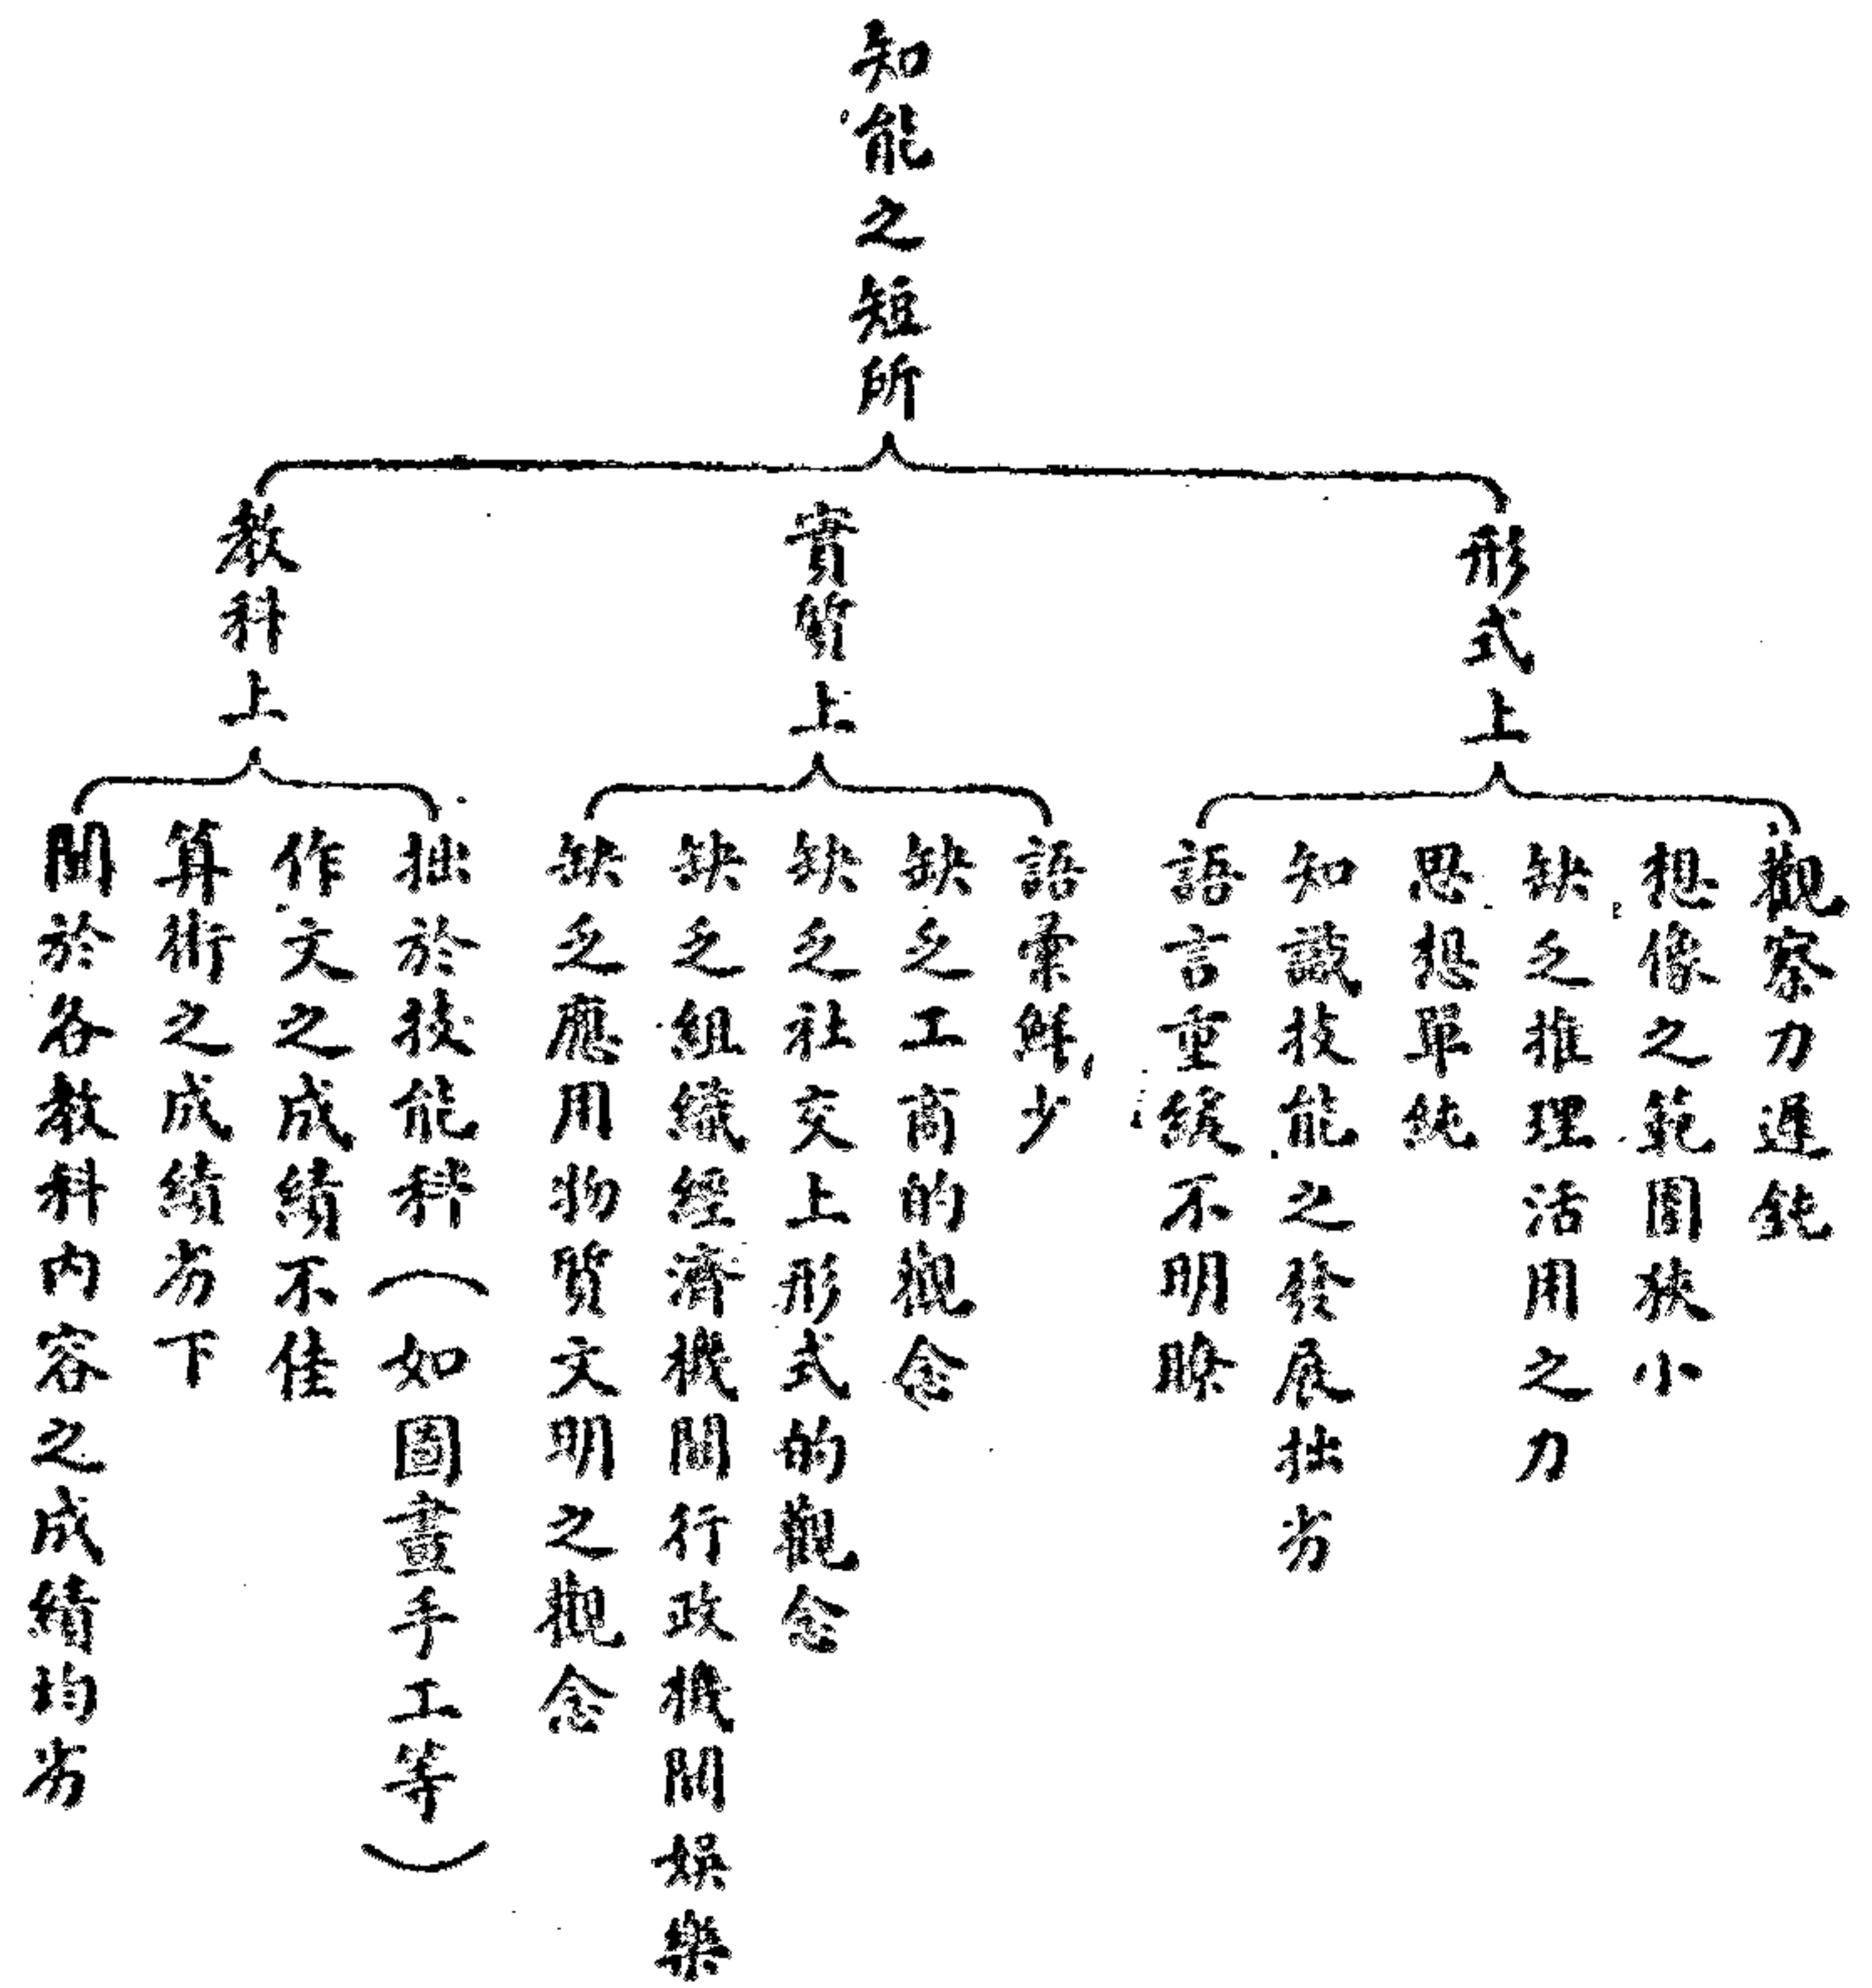 知能之短所
形式上
觀察力遲鈍
想像之範圍狹小
缺乏推理活用之力
思想單純
知識技能之發展拙劣
語言重緩不明瞭
實質上
語彙鮮少
缺乏工商的觀念
缺乏社交上形式的觀念
缺乏組織經濟機關行政機關娛樂
缺乏應用物質文明之觀念
教科上
拙於技能科（如圖畫手工等）
作文之成績不佳
算術之成績劣下
關於各教科內容之成績均劣